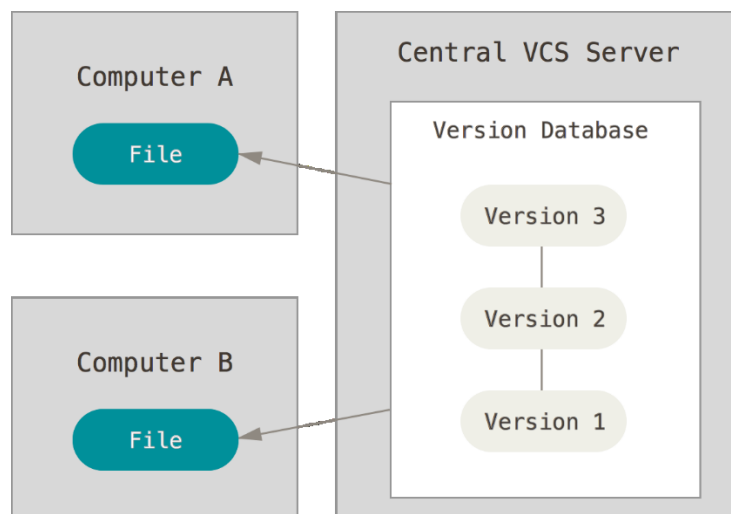 Computer A
File
Computer B
File
Central VCS Server
Version Database
Version 3
Version 2
Version 1